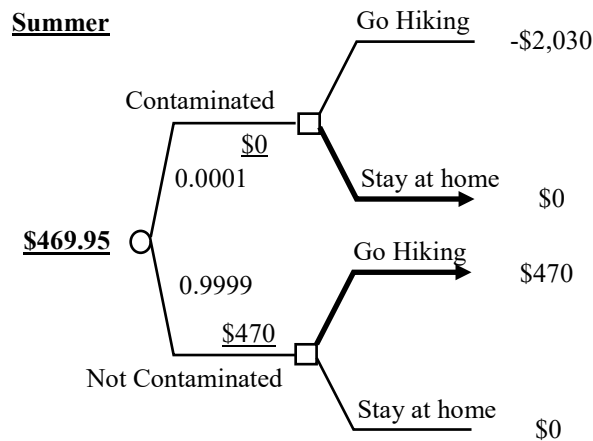 Summer
Go Hiking
-$2,030
Contaminated
$0
0.0001
Stay at home
$0
$469.95
Go Hiking
$470
0.9999
$470
Not Contaminated
Stay at home
$0